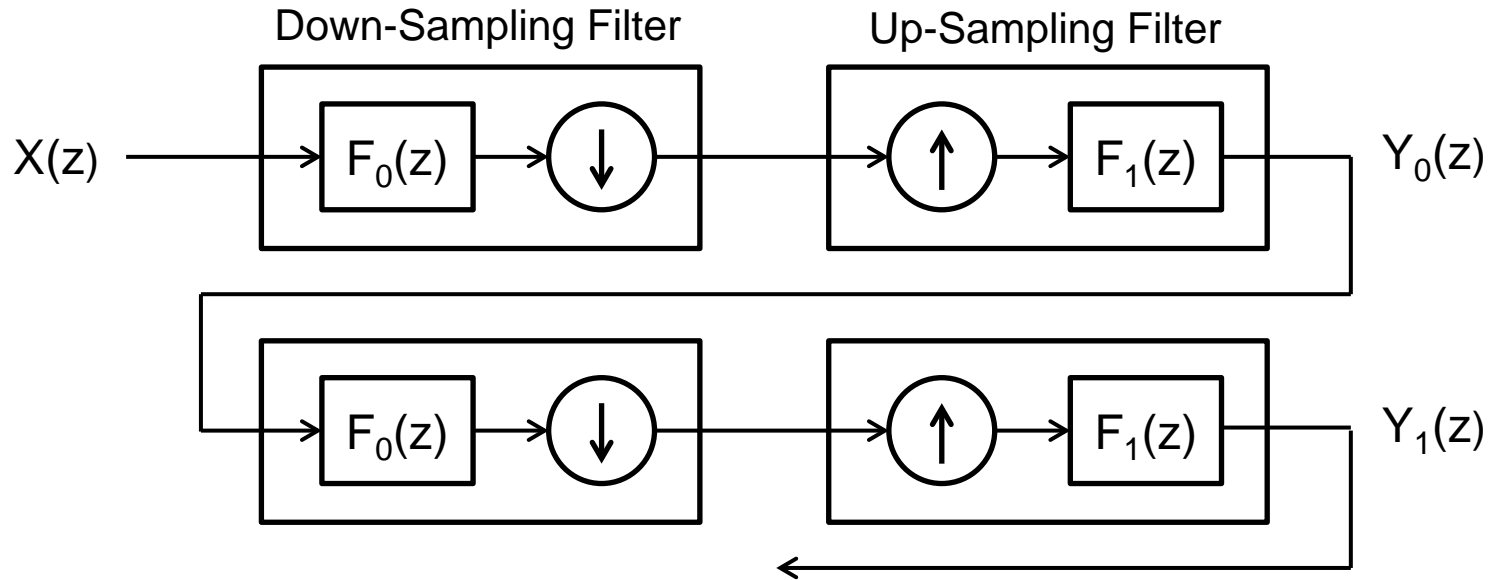 Down-Sampling Filter Up-Sampling Filter
X(z) F₀(z) ↓ ↑ F₁(z) Y₀(z)
F₀(z) ↓ ↑ F₁(z) Y₁(z)